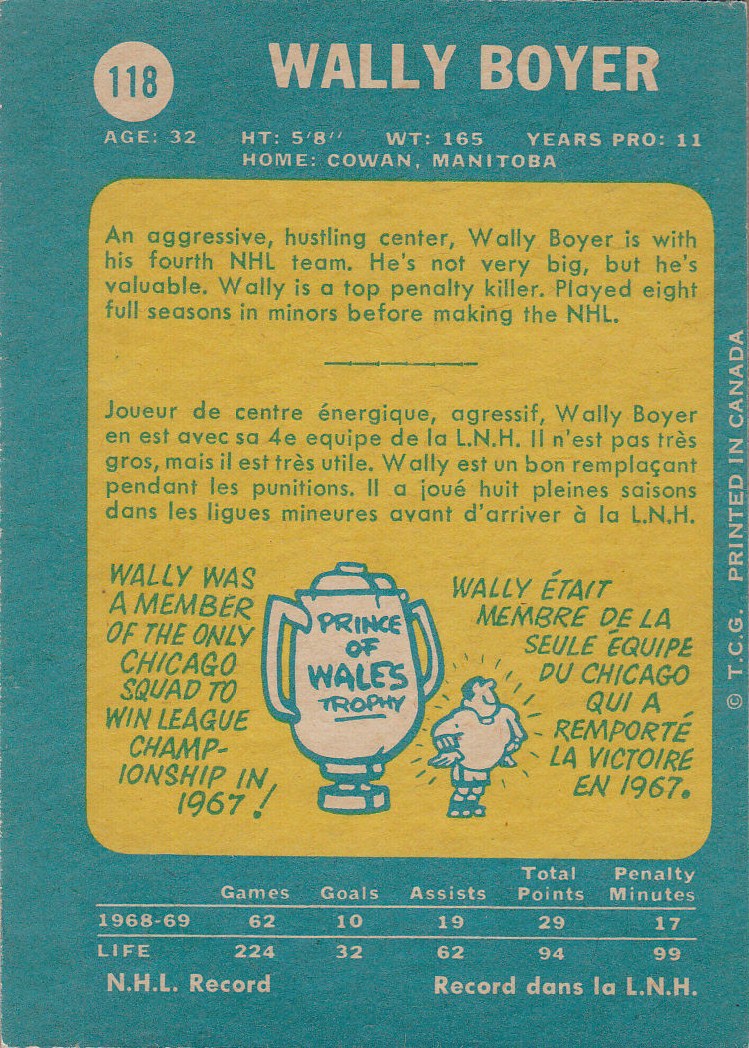 118
WALLY BOYER
AGE: 32 HT: 5'8'' WT: 165 YEARS PRO: 11
HOME: COWAN, MANITOBA
An aggressive, hustling center, Wally Boyer is with
his fourth NHL team. He's not very big, but he's
valuable. Wally is a top penalty killer. Played eight
full seasons in minors before making the NHL.
Joueur de centre énergique, agressif, Wally Boyer
en est avec sa 4e equipe de la L.N.H. Il n'est pas très
gros, mais il est très utile. Wally est un bon remplaçant
pendant les punitions. Il a joué huit pleines saisons
dans les ligues mineures avant d'arriver à la L.N.H.
WALLY WAS
A MEMBER
OF THE ONLY
CHICAGO
SQUAD TO
WIN LEAGUE
CHAMP-
IONSHIP IN
1967!
PRINCE
OF
WALES
TROPHY
WALLY ÉTAIT
MEMBRE DE LA
SEULE ÉQUIPE
DU CHICAGO
QUI A
REMPORTÉ
LA VICTOIRE
EN 1967.
Games Goals Assists Total Points Penalty Minutes
1968-69 62 10 19 29 17
LIFE 224 32 62 94 99
N.H.L. Record Record dans la L.N.H.
© T.C.G. PRINTED IN CANADA